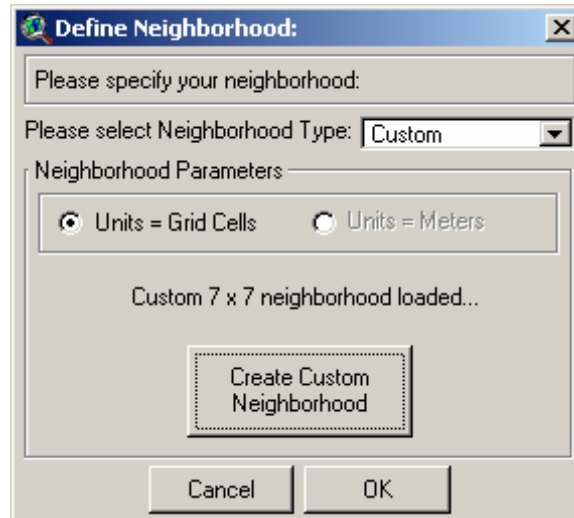 Define Neighborhood:
Please specify your neighborhood:
Please select Neighborhood Type: Custom
Neighborhood Parameters
Units = Grid Cells Units = Meters
Custom 7 x 7 neighborhood loaded...
Create Custom
Neighborhood
Cancel OK